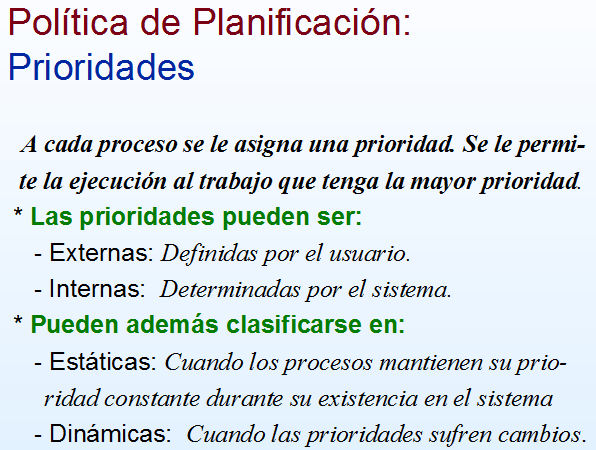 Política de Planificación:
Prioridades
A cada proceso se le asigna una prioridad. Se le permi-
te la ejecución al trabajo que tenga la mayor prioridad.
* Las prioridades pueden ser:
- Externas: Definidas por el usuario.
- Internas: Determinadas por el sistema.
* Pueden además clasificarse en:
- Estáticas: Cuando los procesos mantienen su prio-
ridad constante durante su existencia en el sistema
- Dinámicas: Cuando las prioridades sufren cambios.